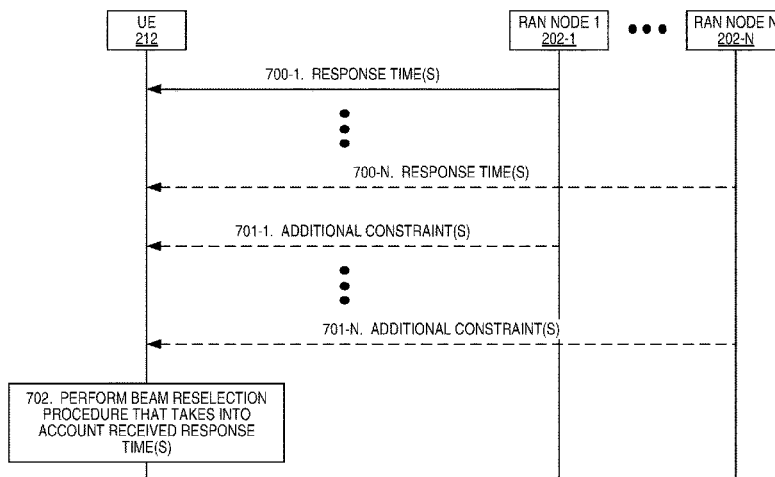 UE
212
RAN NODE 1
202-1
RAN NODE N
202-N
700-1. RESPONSE TIME(S)
700-N. RESPONSE TIME(S)
701-1. ADDITIONAL CONSTRAINT(S)
701-N. ADDITIONAL CONSTRAINT(S)
702. PERFORM BEAM RESELECTION
PROCEDURE THAT TAKES INTO
ACCOUNT RECEIVED RESPONSE
TIME(S)